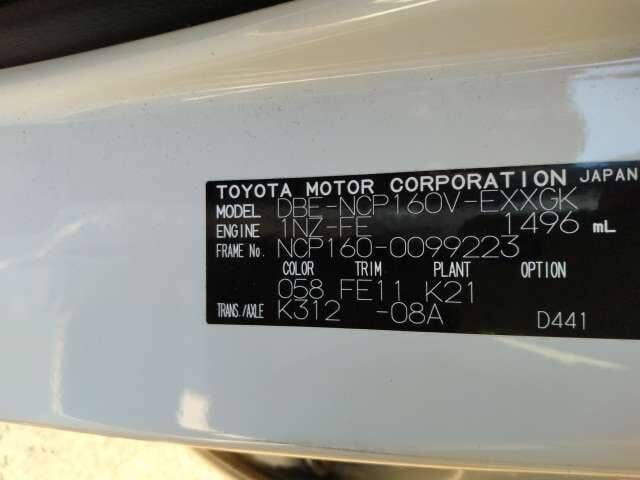 TOYOTA MOTOR CORPORATION JAPAN
MODEL DBE-NCP160V-EXXGK
ENGINE 1NZ-FE 1496 mL
FRAME No. NCP160-0099223
COLOR TRIM PLANT OPTION
058 FE11 K21
TRANS./AXLE K312 -08A D441